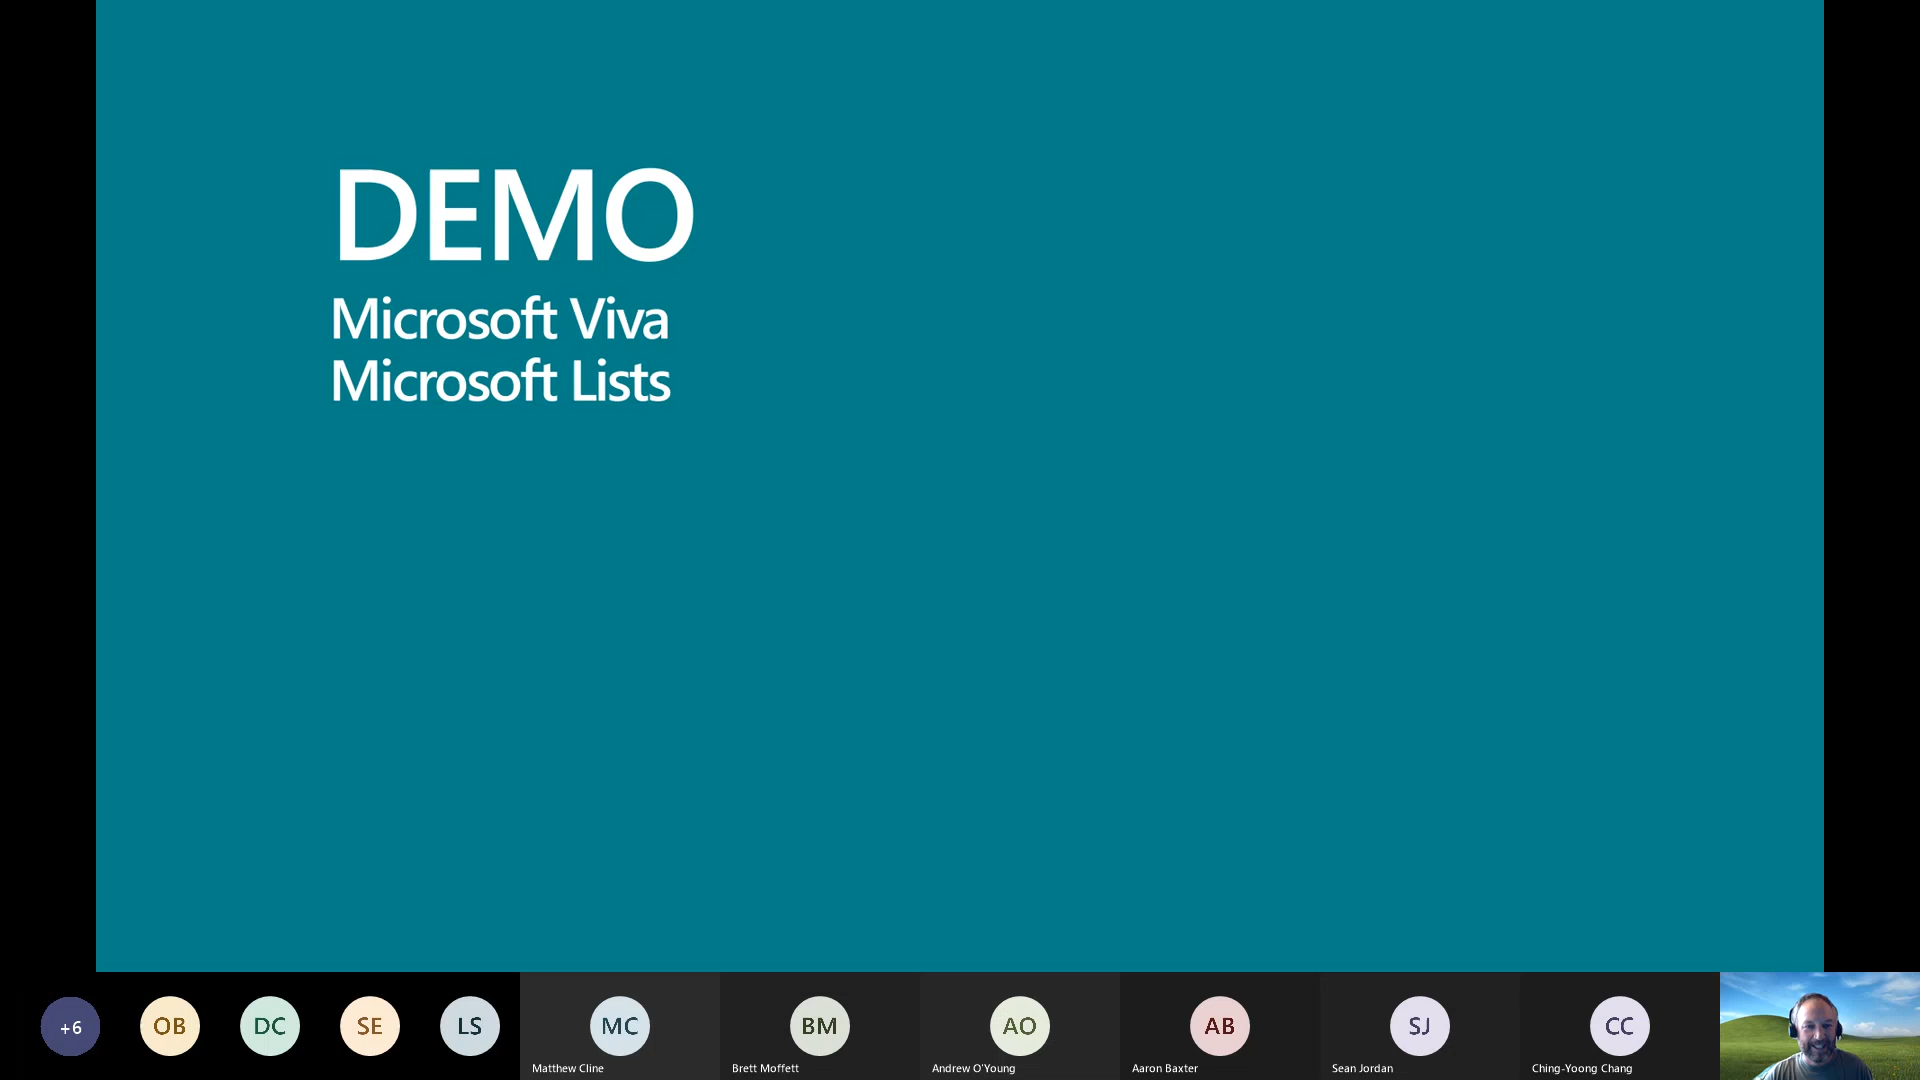 DEMO
Microsoft Viva
Microsoft Lists
+6
OB
DC
SE
LS
MC
BM
AO
AB
SJ
CC
Matthew Cline
Brett Moffett
Andrew O'Young
Aaron Baxter
Sean Jordan
Ching-Yoong Chang